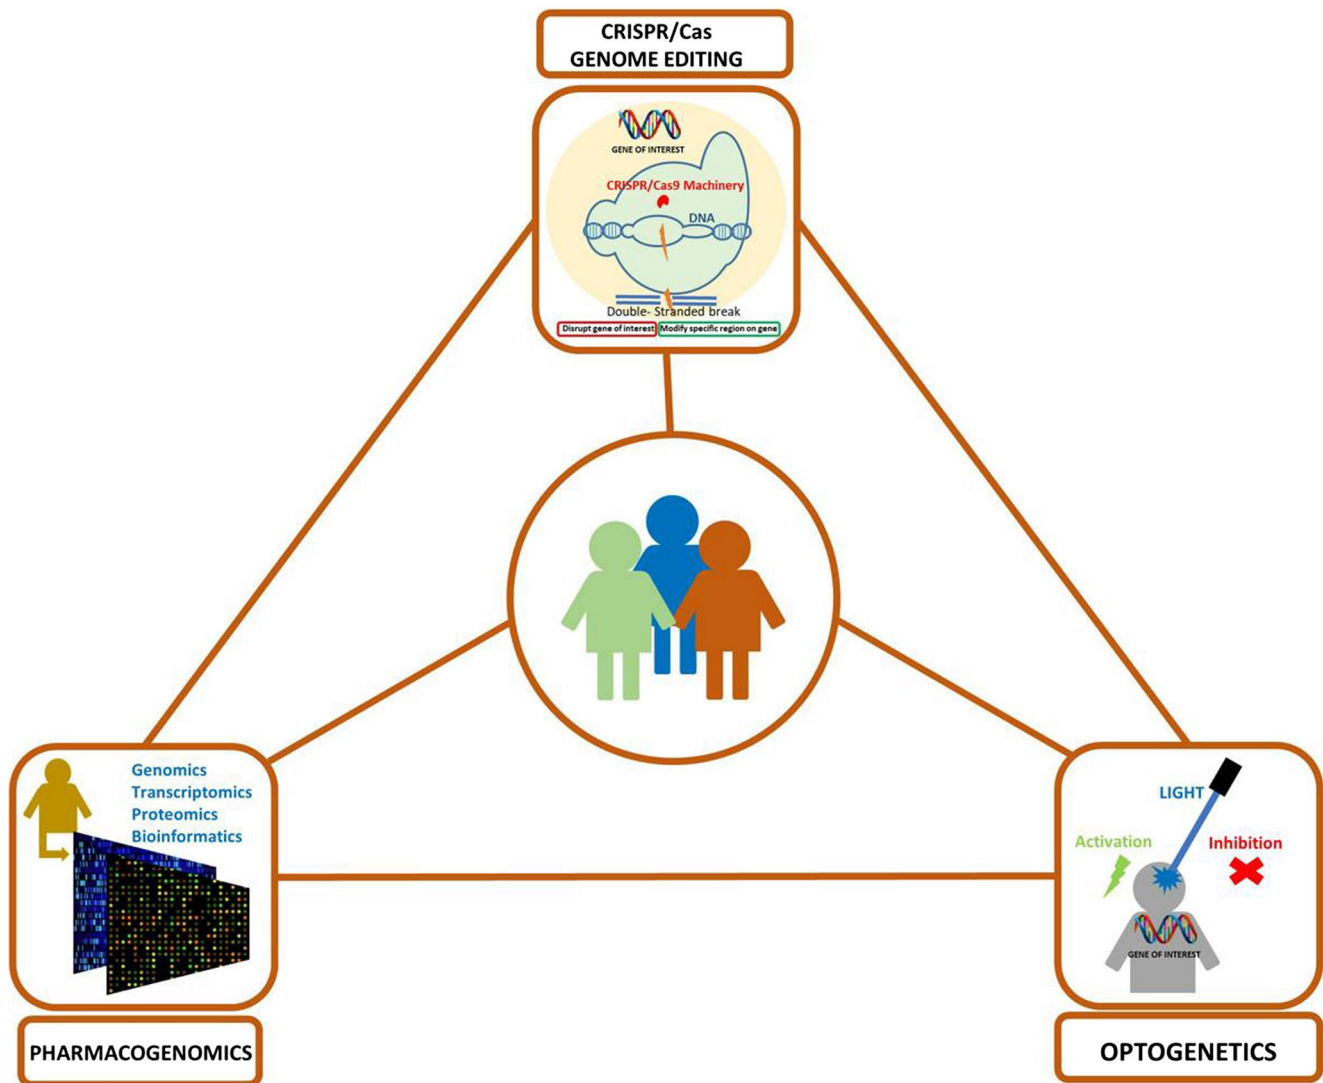 CRISPR/Cas
GENOME EDITING
GENE OF INTEREST
CRISPR/Cas9 Machinery
DNA
Double- Stranded break
Disrupt gene of interest
Modify specific region on gene
Genomics
Transcriptomics
Proteomics
Bioinformatics
PHARMACOGENOMICS
LIGHT
Activation
Inhibition
GENE OF INTEREST
OPTOGENETICS